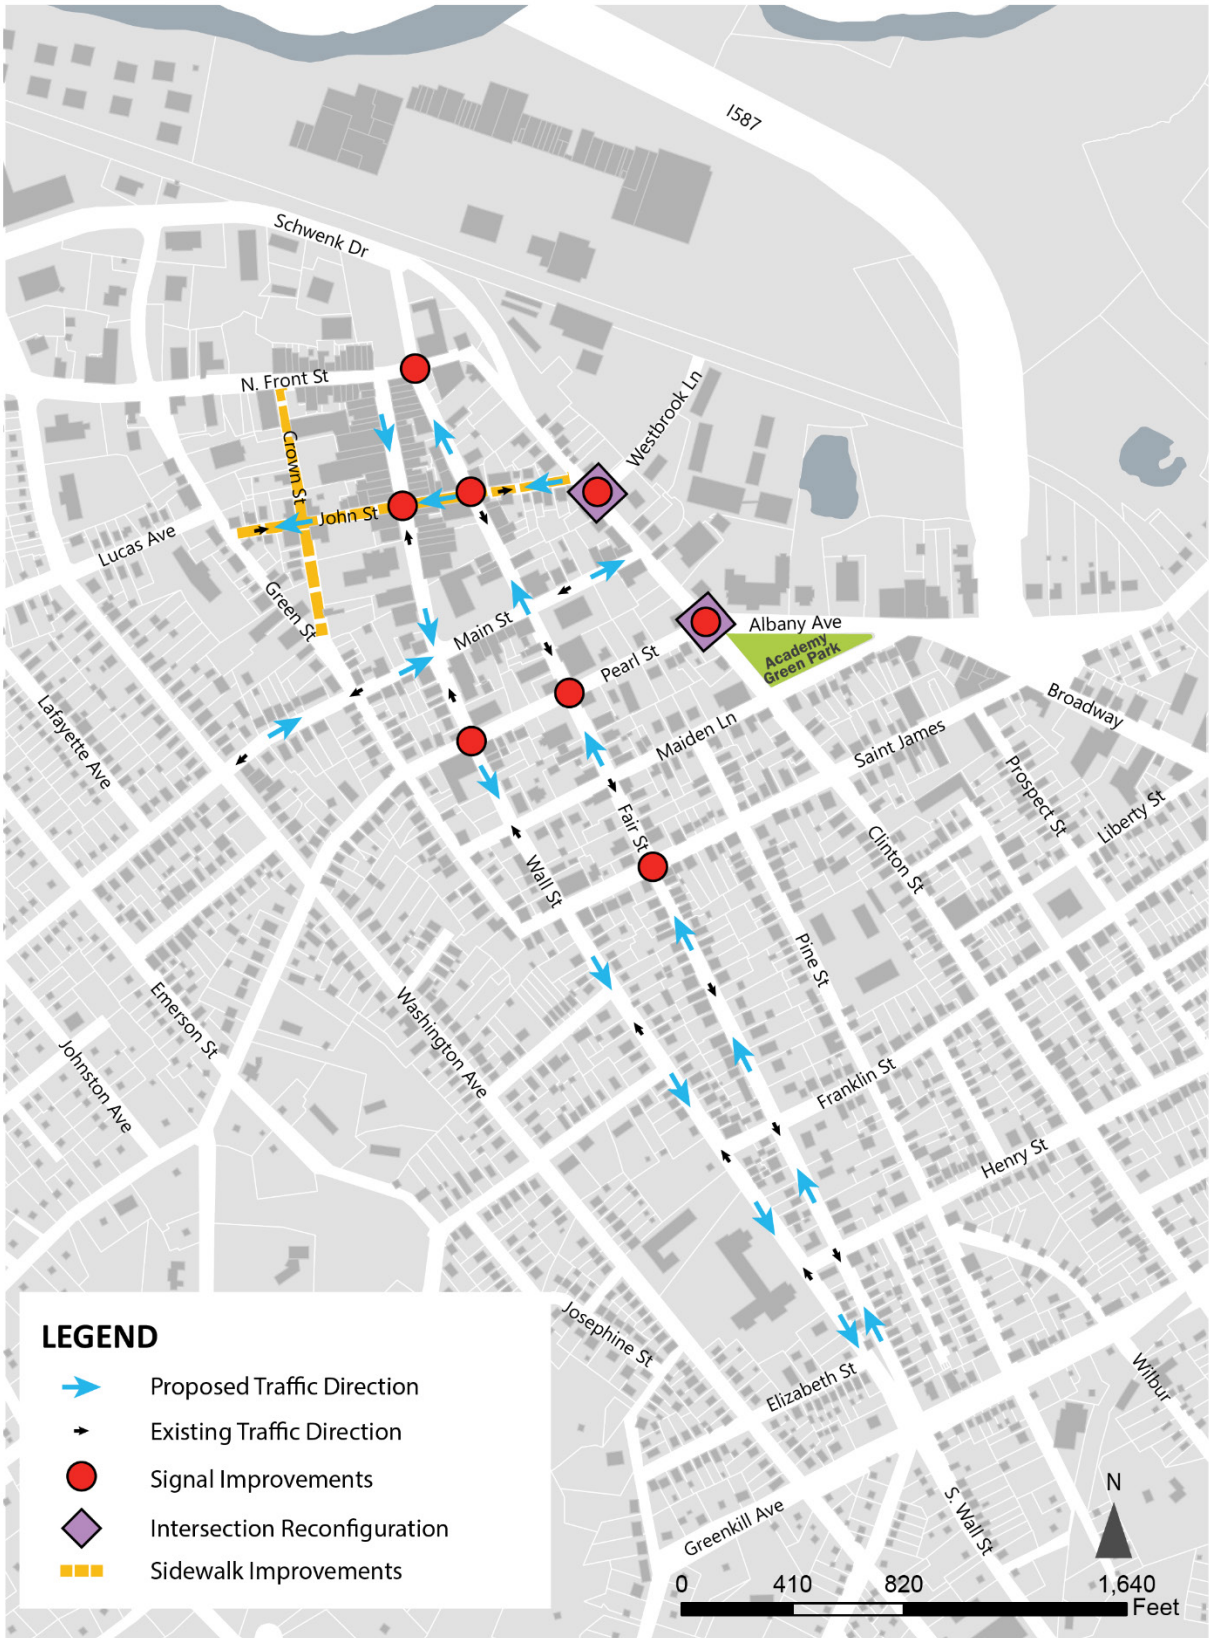 I587
Schwenk Dr
N. Front St
Westbrook Ln
Crown St
John St
Lucas Ave
Green St
Main St
Albany Ave
Academy
Green Park
Pearl St
Maiden Ln
Broadway
Saint James
Lafayette Ave
Prospect St
Liberty St
Fair St
Clinton St
Wall St
Pine St
Emerson St
Washington Ave
Johnston Ave
Franklin St
Henry St
Josephine St
Elizabeth St
Wilbur
Greenkill Ave
S. Wall St
LEGEND
Proposed Traffic Direction
Existing Traffic Direction
Signal Improvements
Intersection Reconfiguration
Sidewalk Improvements
N
0 410 820 1,640
Feet